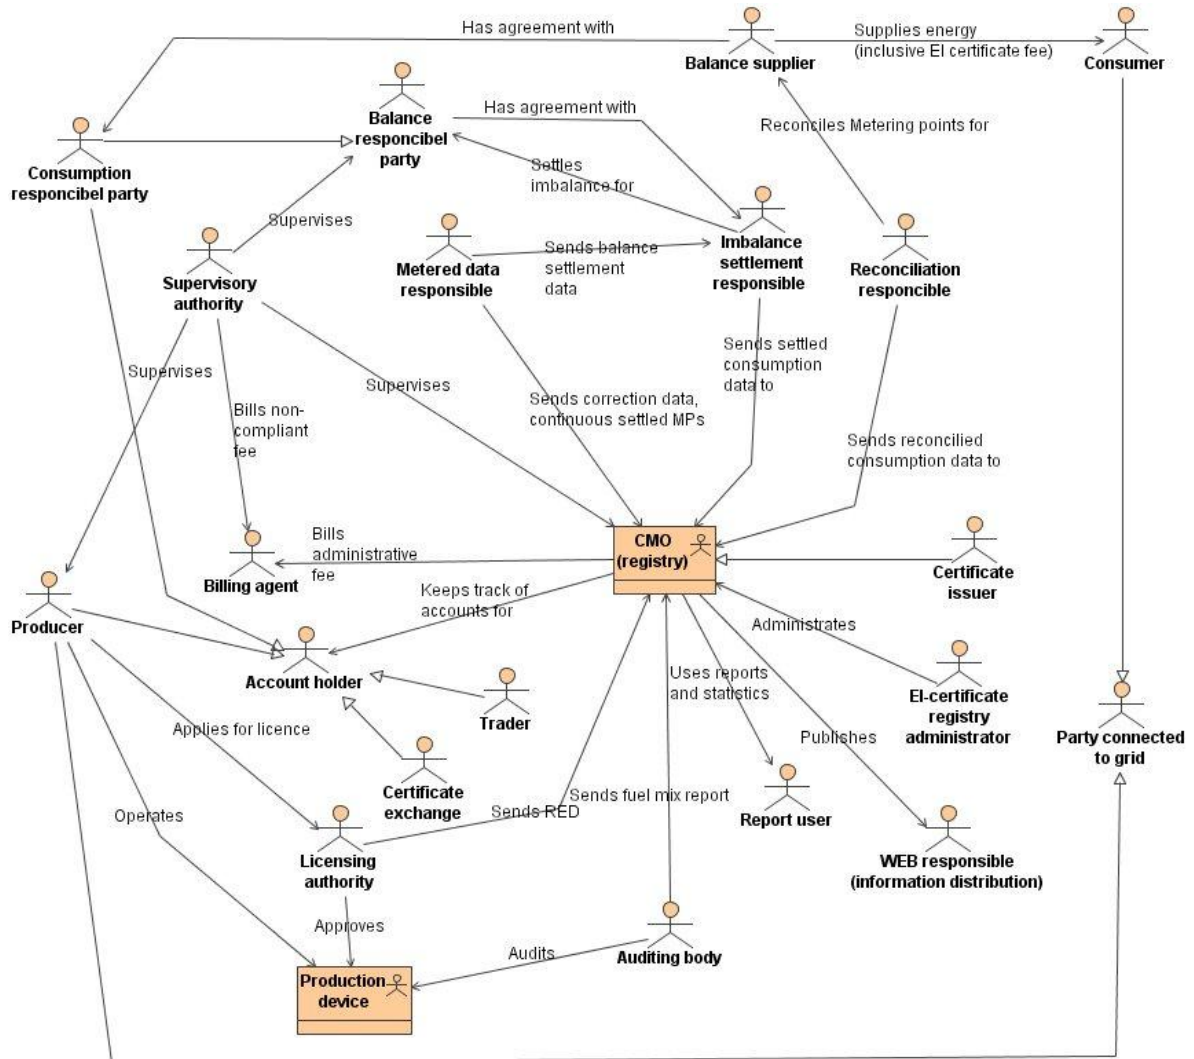 Has agreement with
Supplies energy
(inclusive EI certificate fee)
Balance supplier
Consumer
Balance
responcibel
party
Has agreement with
Reconciles Metering points for
Consumption
responcibel party
Settles
imbalance for
Supervises
Metered data
responsible
Sends balance
settlement
data
Imbalance
settlement
responsible
Reconciliation
responcible
Supervisory
authority
Supervises
Supervises
Sends settled
consumption
data to
Bills non-
compliant
fee
Sends correction data,
continuous settled MPs
Sends reconcilied
consumption data to
CMO
(registry)
Bills
administrative
fee
Billing agent
Certificate
issuer
Keeps track of
accounts for
Producer
Administrates
Account holder
Trader
Uses reports
and statistics
EI-certificate
registry
administrator
Party connected
to grid
Applies for licence
Publishes
Certificate
exchange
Operates
Sends RED
Sends fuel mix report
Report user
Licensing
authority
WEB responsible
(information distribution)
Approves
Audits
Auditing body
Production
device